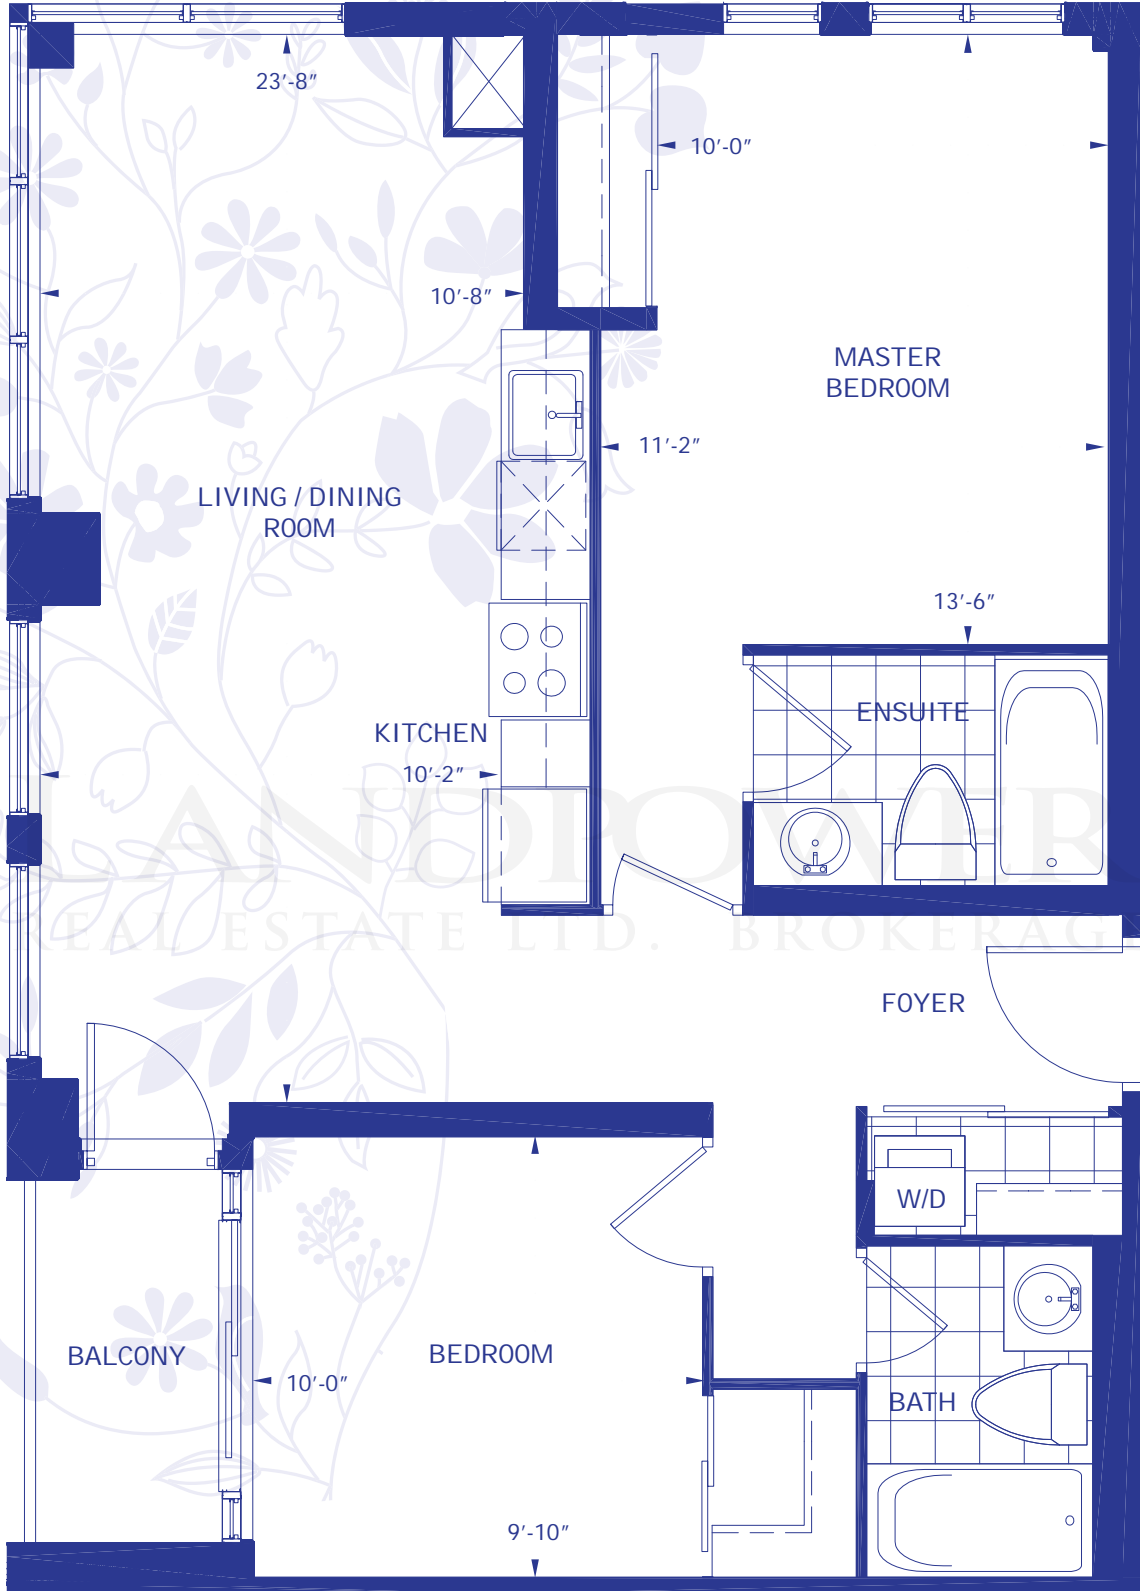 23'-8"
10'-0"
10'-8"
MASTER
BEDROOM
11'-2"
LIVING / DINING
ROOM
13'-6"
ENSUITE
KITCHEN
10'-2"
LANDPOWER
REAL ESTATE LTD. BROKERAG
FOYER
W/D
BALCONY
BEDROOM
10'-0"
BATH
9'-10"